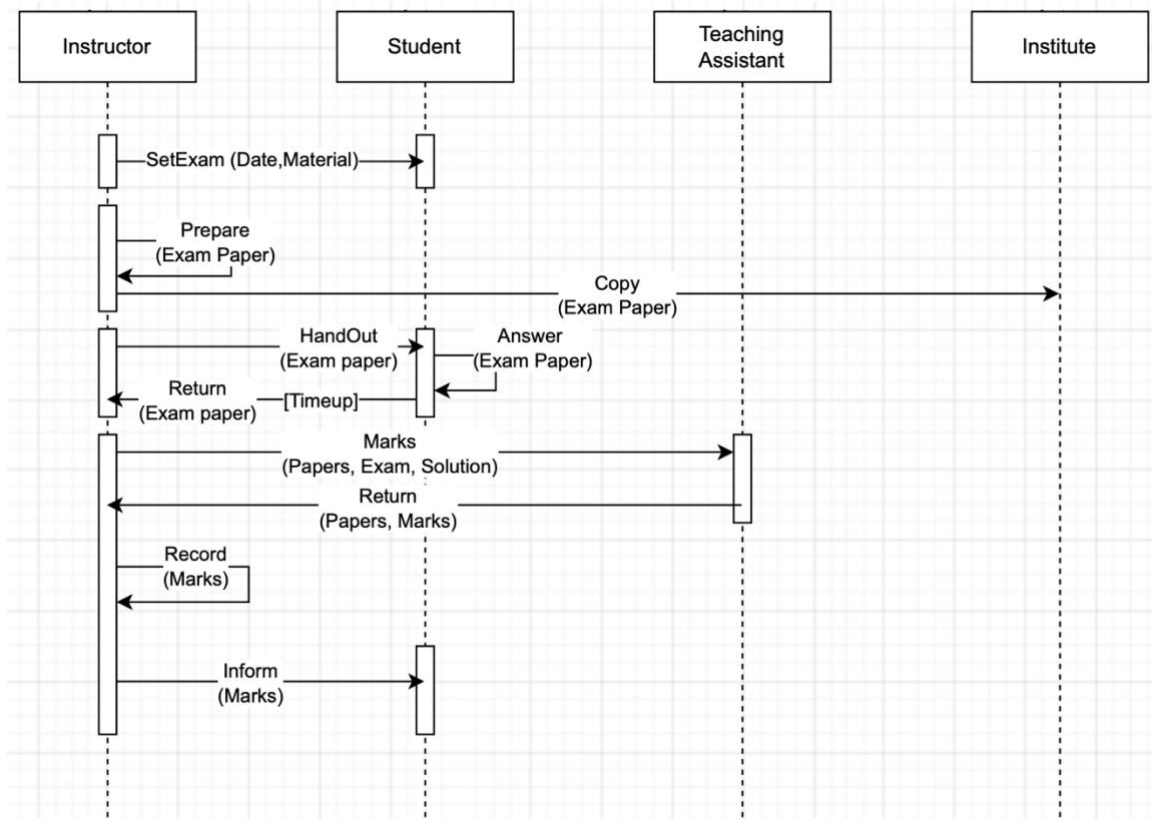 Instructor
Student
Teaching
Assistant
Institute
SetExam (Date,Material)
Prepare
(Exam Paper)
Copy
(Exam Paper)
HandOut
(Exam paper)
Answer
(Exam Paper)
Return
(Exam paper)
[Timeup]
Marks
(Papers, Exam, Solution)
Return
(Papers, Marks)
Record
(Marks)
Inform
(Marks)